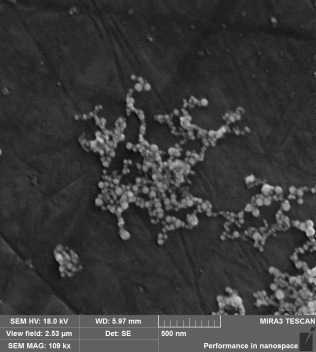 SEM HV: 18.0 kV WD: 5.97 mm MIRA3 TESCAN
View field: 2.53 µm Det: SE 500 nm
SEM MAG: 109 kx Performance in nanospace